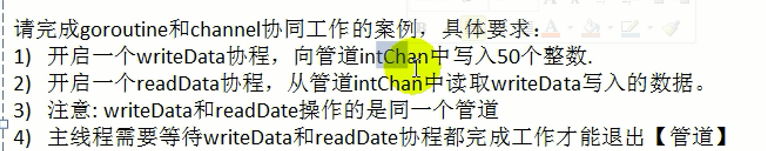 请完成goroutine和channel协同工作的案例，具体要求：
1) 开启一个writeData协程，向管道intChan中写入50个整数.
2) 开启一个readData协程，从管道intChan中读取writeData写入的数据。
3) 注意: writeData和readDate操作的是同一个管道
4) 主线程需要等待writeData和readDate协程都完成工作才能退出【管道】